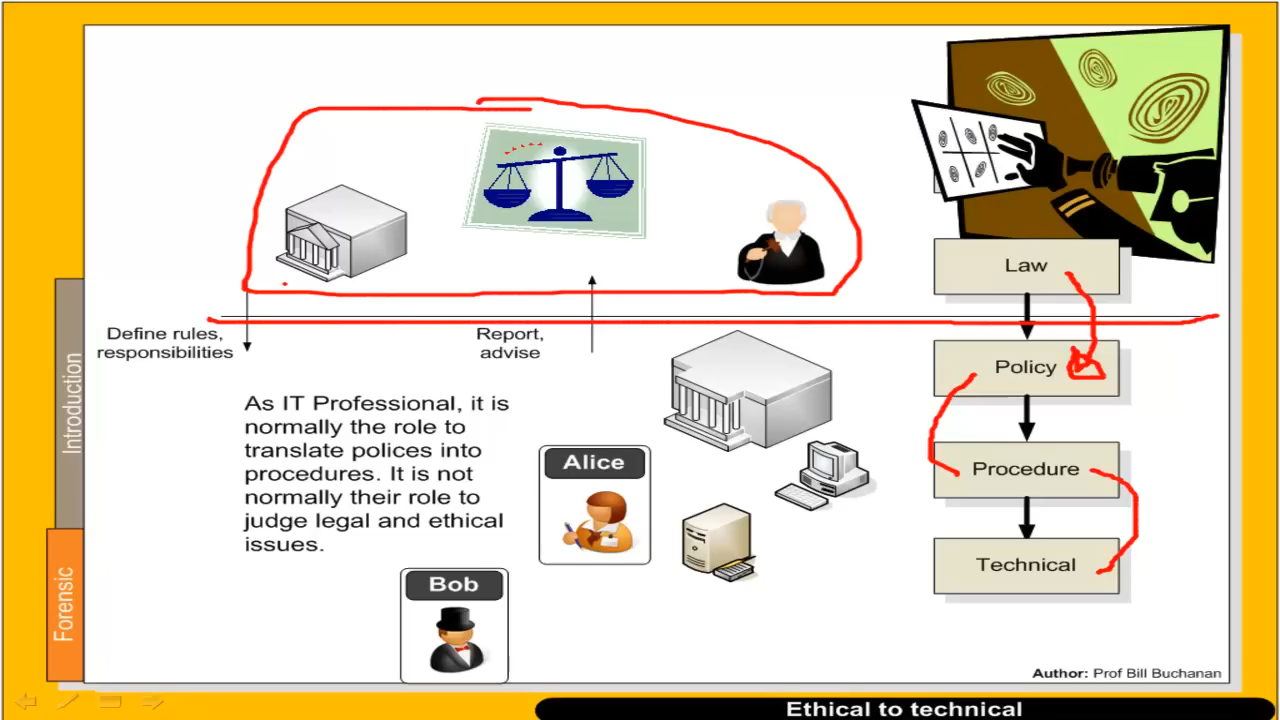 Law
Define rules,
responsibilities
Report,
advise
Policy
As IT Professional, it is
normally the role to
translate polices into
procedures. It is not
normally their role to
judge legal and ethical
issues.
Alice
Procedure
Technical
Bob
Introduction
Forensic
Author: Prof Bill Buchanan
Ethical to technical